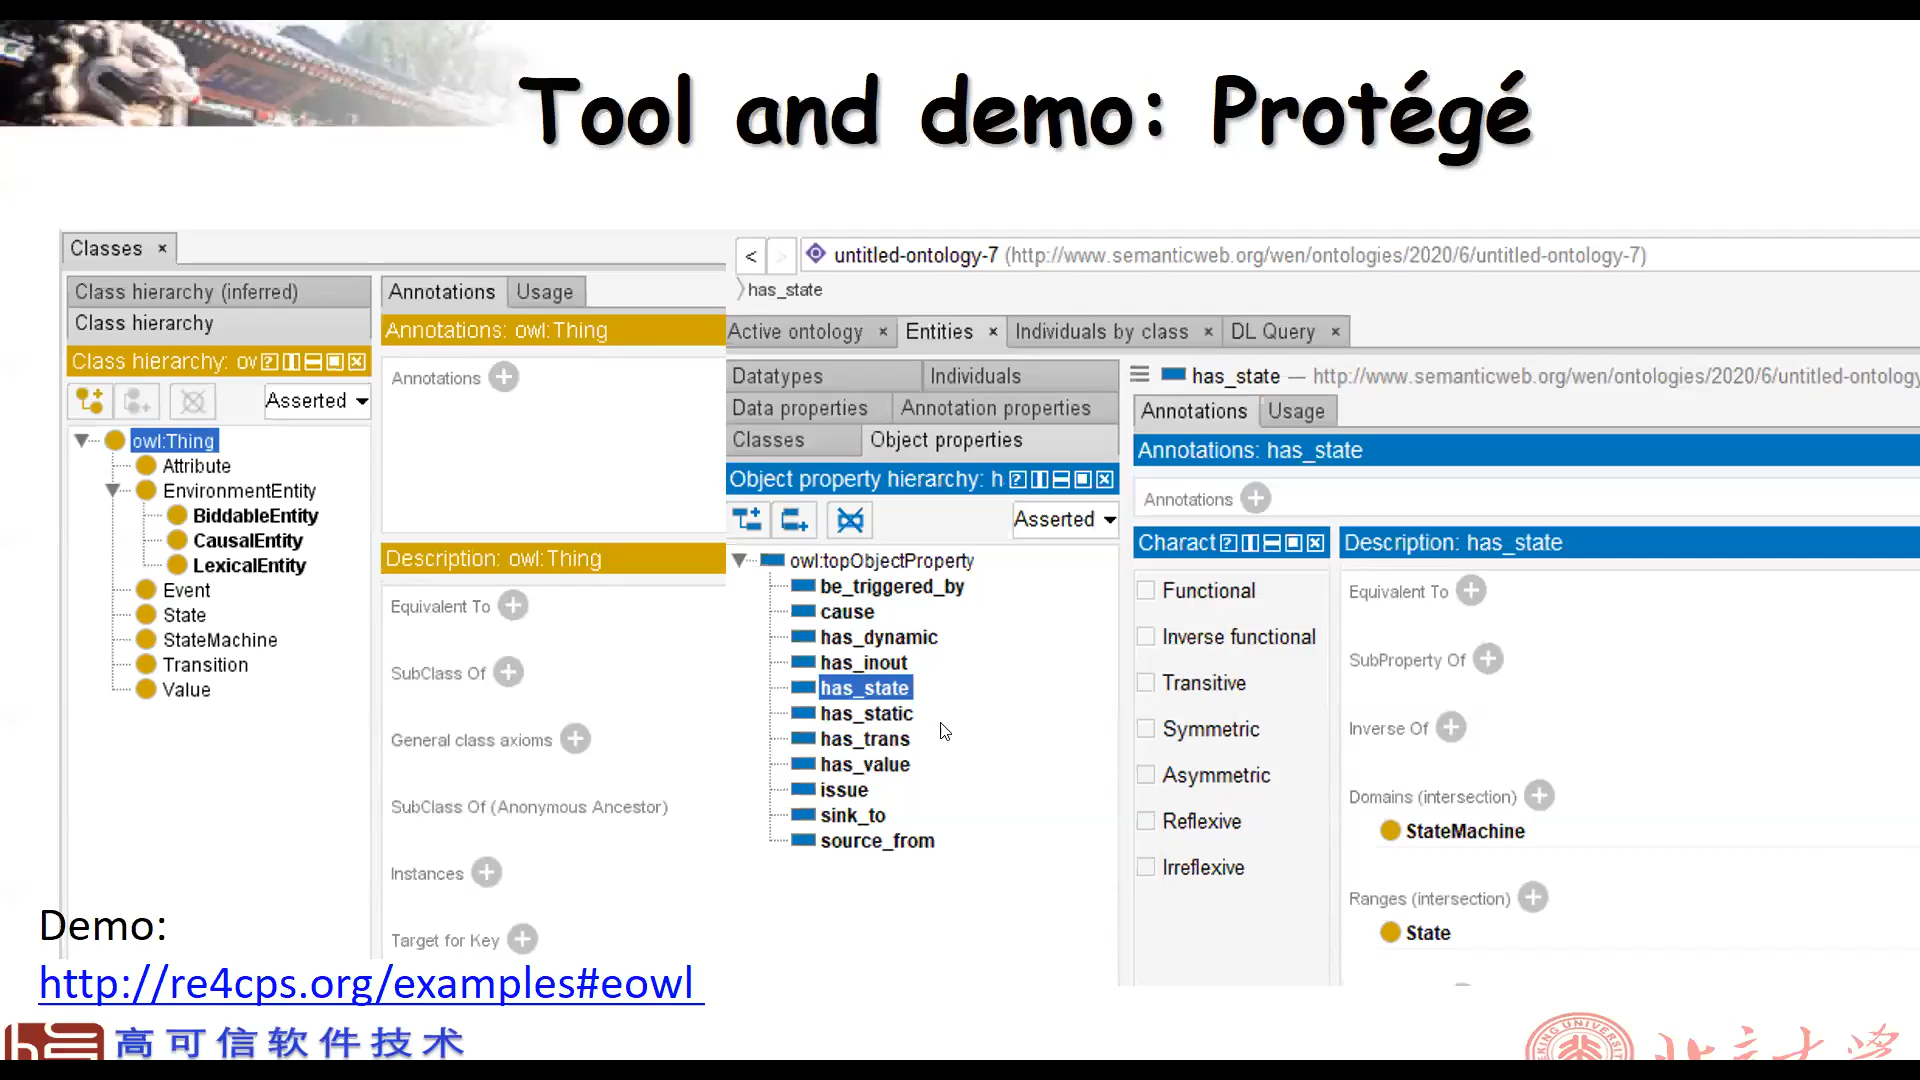 Tool and demo: Protégé
Classes ×
Class hierarchy (inferred)
Class hierarchy
Class hierarchy: ow
Asserted
owl:Thing
Attribute
EnvironmentEntity
BiddableEntity
CausalEntity
LexicalEntity
Event
State
StateMachine
Transition
Value
Annotations Usage
Annotations: owl:Thing
Annotations
Description: owl:Thing
Equivalent To
SubClass Of
General class axioms
SubClass Of (Anonymous Ancestor)
Instances
Target for Key
< > untitled-ontology-7 (http://www.semanticweb.org/wen/ontologies/2020/6/untitled-ontology-7)
has_state
Active ontology × Entities × Individuals by class × DL Query ×
Datatypes Individuals
Data properties Annotation properties
Classes Object properties
Object property hierarchy: h
Asserted
owl:topObjectProperty
be_triggered_by
cause
has_dynamic
has_inout
has_state
has_static
has_trans
has_value
issue
sink_to
source_from
has_state — http://www.semanticweb.org/wen/ontologies/2020/6/untitled-ontology
Annotations Usage
Annotations: has_state
Annotations
Charact
Functional
Inverse functional
Transitive
Symmetric
Asymmetric
Reflexive
Irreflexive
Description: has_state
Equivalent To
SubProperty Of
Inverse Of
Domains (intersection)
StateMachine
Ranges (intersection)
State
Demo:
http://re4cps.org/examples#eowl
高可信软件技术